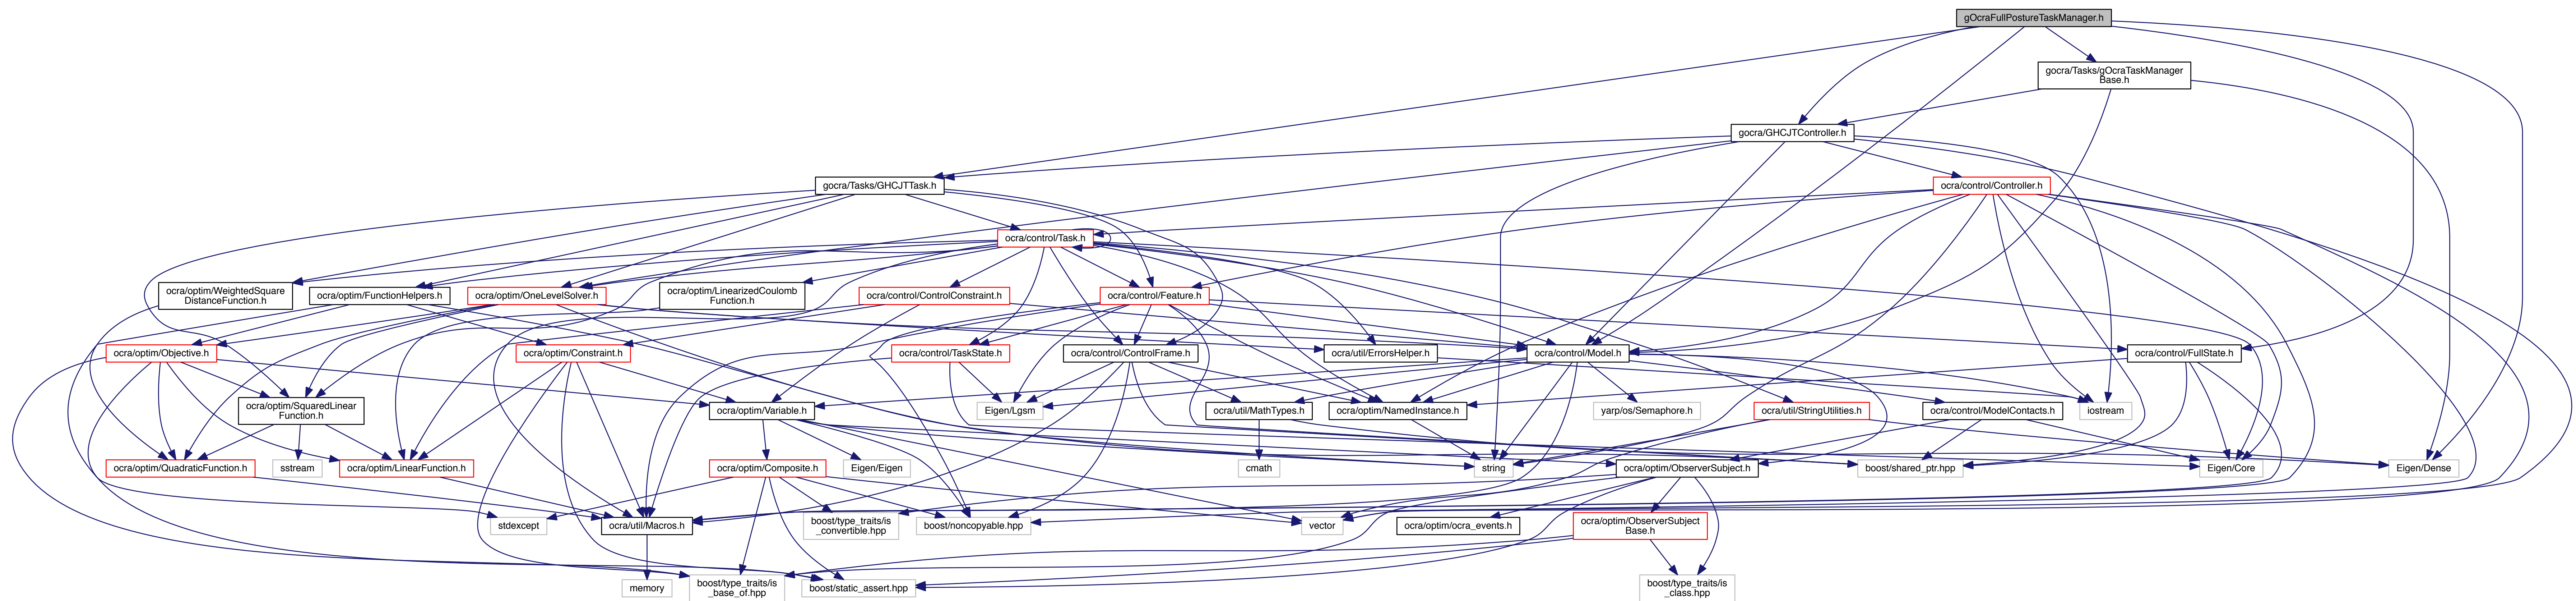 gOcraFullPostureTaskManager.h
gocra/Tasks/gOcraTaskManager
Base.h
gocra/GHCJTController.h
gocra/Tasks/GHCJTTask.h
ocra/control/Controller.h
ocra/control/Task.h
ocra/optim/WeightedSquare
DistanceFunction.h
ocra/optim/FunctionHelpers.h
ocra/optim/OneLevelSolver.h
ocra/optim/LinearizedCoulomb
Function.h
ocra/control/ControlConstraint.h
ocra/control/Feature.h
ocra/optim/Objective.h
ocra/optim/Constraint.h
ocra/control/TaskState.h
ocra/control/ControlFrame.h
ocra/util/ErrorsHelper.h
ocra/control/Model.h
ocra/control/FullState.h
ocra/optim/SquaredLinear
Function.h
ocra/optim/Variable.h
Eigen/Lgsm
ocra/util/MathTypes.h
ocra/optim/NamedInstance.h
yarp/os/Semaphore.h
ocra/util/StringUtilities.h
ocra/control/ModelContacts.h
iostream
ocra/optim/QuadraticFunction.h
sstream
ocra/optim/LinearFunction.h
ocra/optim/Composite.h
Eigen/Eigen
cmath
string
ocra/optim/ObserverSubject.h
boost/shared_ptr.hpp
Eigen/Core
Eigen/Dense
stdexcept
ocra/util/Macros.h
boost/type_traits/is
_convertible.hpp
boost/noncopyable.hpp
vector
ocra/optim/ocra_events.h
ocra/optim/ObserverSubject
Base.h
memory
boost/type_traits/is
_base_of.hpp
boost/static_assert.hpp
boost/type_traits/is
_class.hpp